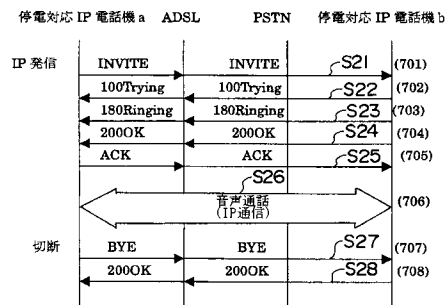 停電対応 IP 電話機 a ADSL PSTN 停電対応 IP 電話機 b
IP 発信 INVITE INVITE S21 (701)
100Trying 100Trying S22 (702)
180Ringing 180Ringing S23 (703)
200OK 200OK S24 (704)
ACK ACK S25 (705)
S26
音声通話 (706)
(IP通信)
切断 BYE BYE S27 (707)
200OK 200OK S28 (708)